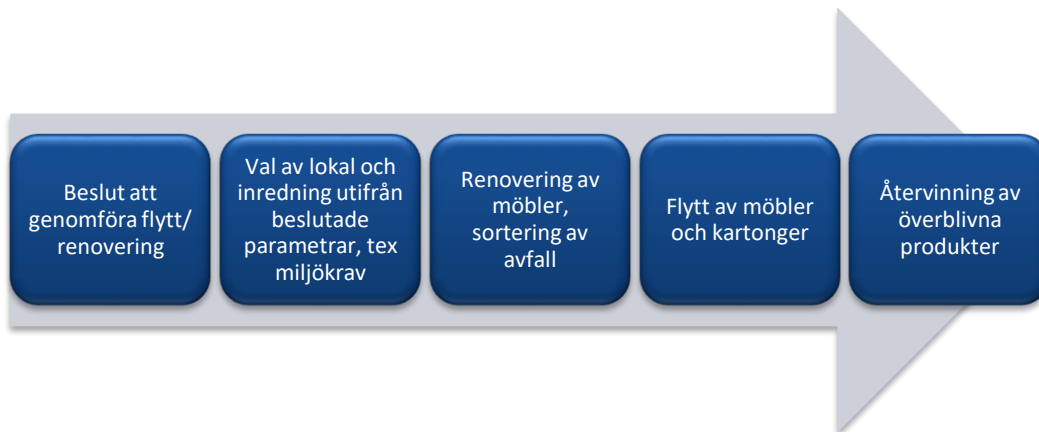 Beslut att
genomföra flytt/
renovering
Val av lokal och
inredning utifrån
beslutade
parametrar, tex
miljökrav
Renovering av
möbler,
sortering av
avfall
Flytt av möbler
och kartonger
Återvinning av
överblivna
produkter